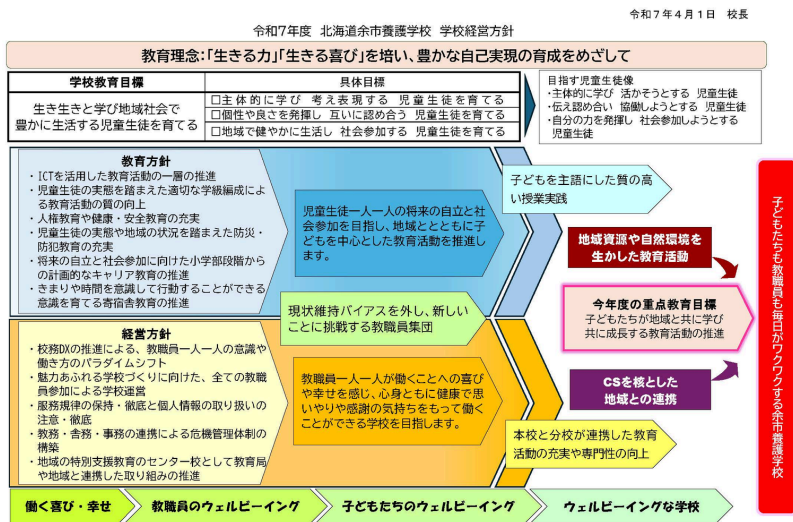 令和7年4月1日 校長
令和7年度 北海道余市養護学校 学校経営方針
教育理念:「生きる力」「生きる喜び」を培い、豊かな自己実現の育成をめざして
学校教育目標
生き生きと学び地域社会で
豊かに生活する児童生徒を育てる
具体目標
□主体的に学び 考え表現する 児童生徒を育てる
□個性や良さを発揮し 互いに認め合う 児童生徒を育てる
□地域で健やかに生活し 社会参加する 児童生徒を育てる
目指す児童生徒像
・主体的に学び 活かそうとする 児童生徒
・伝え認め合い 協働しようとする 児童生徒
・自分の力を発揮し 社会参加しようとする
児童生徒
教育方針
・ICTを活用した教育活動の一層の推進
・児童生徒の実態を踏まえた適切な学級編成によ
る教育活動の質の向上
・人権教育や健康・安全教育の充実
・児童生徒の実態や地域の状況を踏まえた防災・
防犯教育の充実
・将来の自立と社会参加に向けた小学部段階から
の計画的なキャリア教育の推進
・きまりや時間を意識して行動することができる
意識を育てる寄宿舎教育の推進
児童生徒一人一人の将来の自立と社
会参加を目指し、地域とともに
子どもを中心とした教育活動を推進し
ます。
子どもを主語にした質の高
い授業実践
現状維持バイアスを外し、新しい
ことに挑戦する教職員集団
経営方針
・校務DXの推進による、教職員一人一人の意識や
働き方のパラダイムシフト
・魅力あふれる学校づくりに向けた、全ての教職
員参加による学校運営
・服務規律の保持・徹底と個人情報の取り扱いの
注意・徹底
・教務・舎務・事務の連携による危機管理体制の
構築
・地域の特別支援教育のセンター校として教育局
や地域と連携した取り組みの推進
教職員一人一人が働くことへの喜び
や幸せを感じ、心身ともに健康で思
いやりや感謝の気持ちをもって働く
ことができる学校を目指します。
本校と分校が連携した教育
活動の充実や専門性の向上
地域資源や自然環境を
生かした教育活動
今年度の重点教育目標
子どもたちが地域と共に学び
共に成長する教育活動の推進
CSを核とした
地域との連携
子どもたちも教職員も毎日がワクワクする余市養護学校
働く喜び・幸せ
教職員のウェルビーイング
子どもたちのウェルビーイング
ウェルビーイングな学校